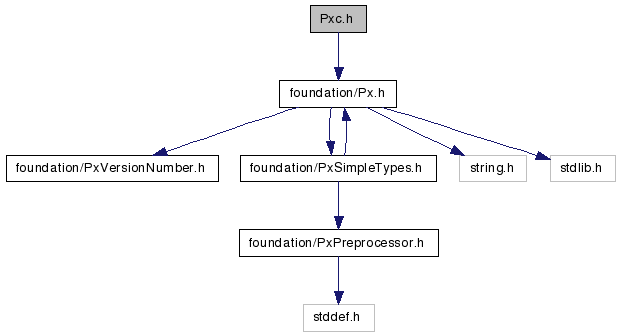 Pxc.h
foundation/Px.h
foundation/PxVersionNumber.h
foundation/PxSimpleTypes.h
string.h
stdlib.h
foundation/PxPreprocessor.h
stddef.h